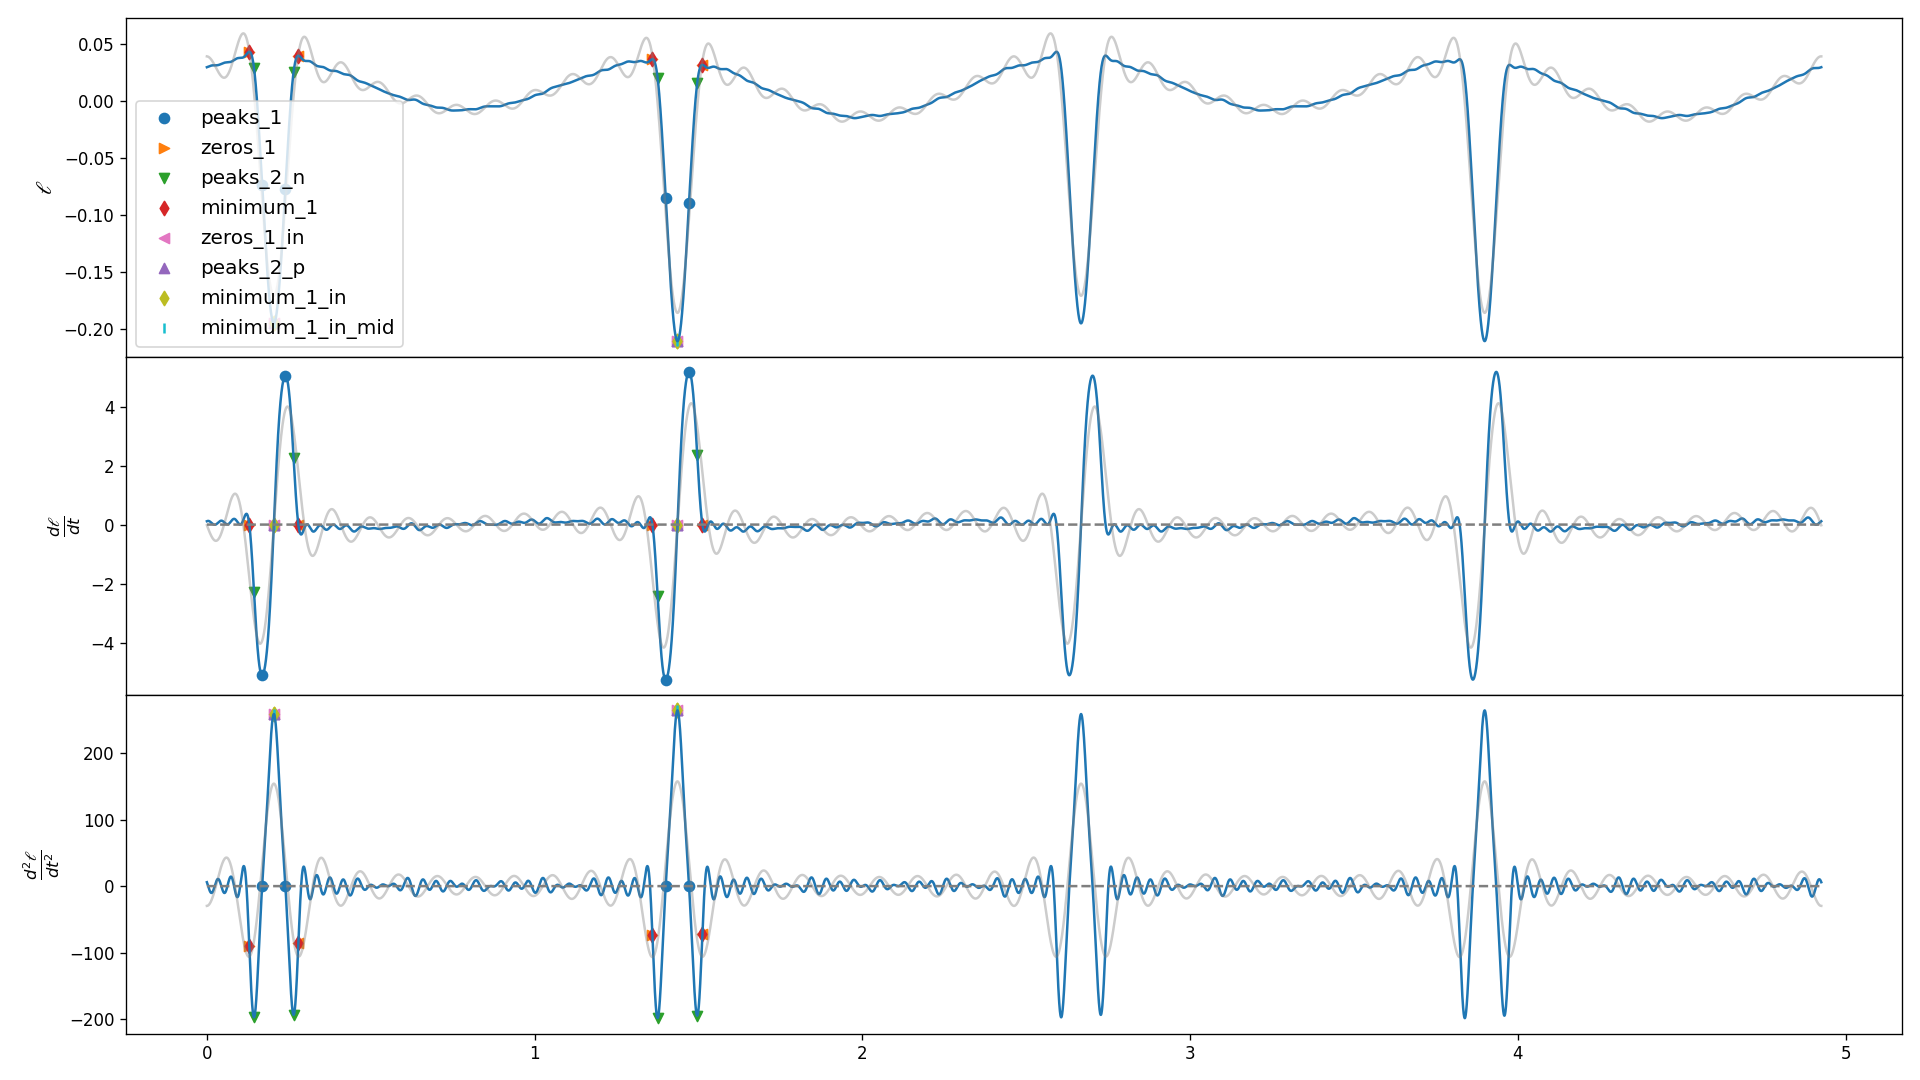 0.05
0.00
−0.05
−0.10
−0.15
−0.20
ℓ
peaks_1
zeros_1
peaks_2_n
minimum_1
zeros_1_in
peaks_2_p
minimum_1_in
minimum_1_in_mid
4
2
0
−2
−4
dℓ
dt
200
100
0
−100
−200
d²ℓ
dt²
0 1 2 3 4 5